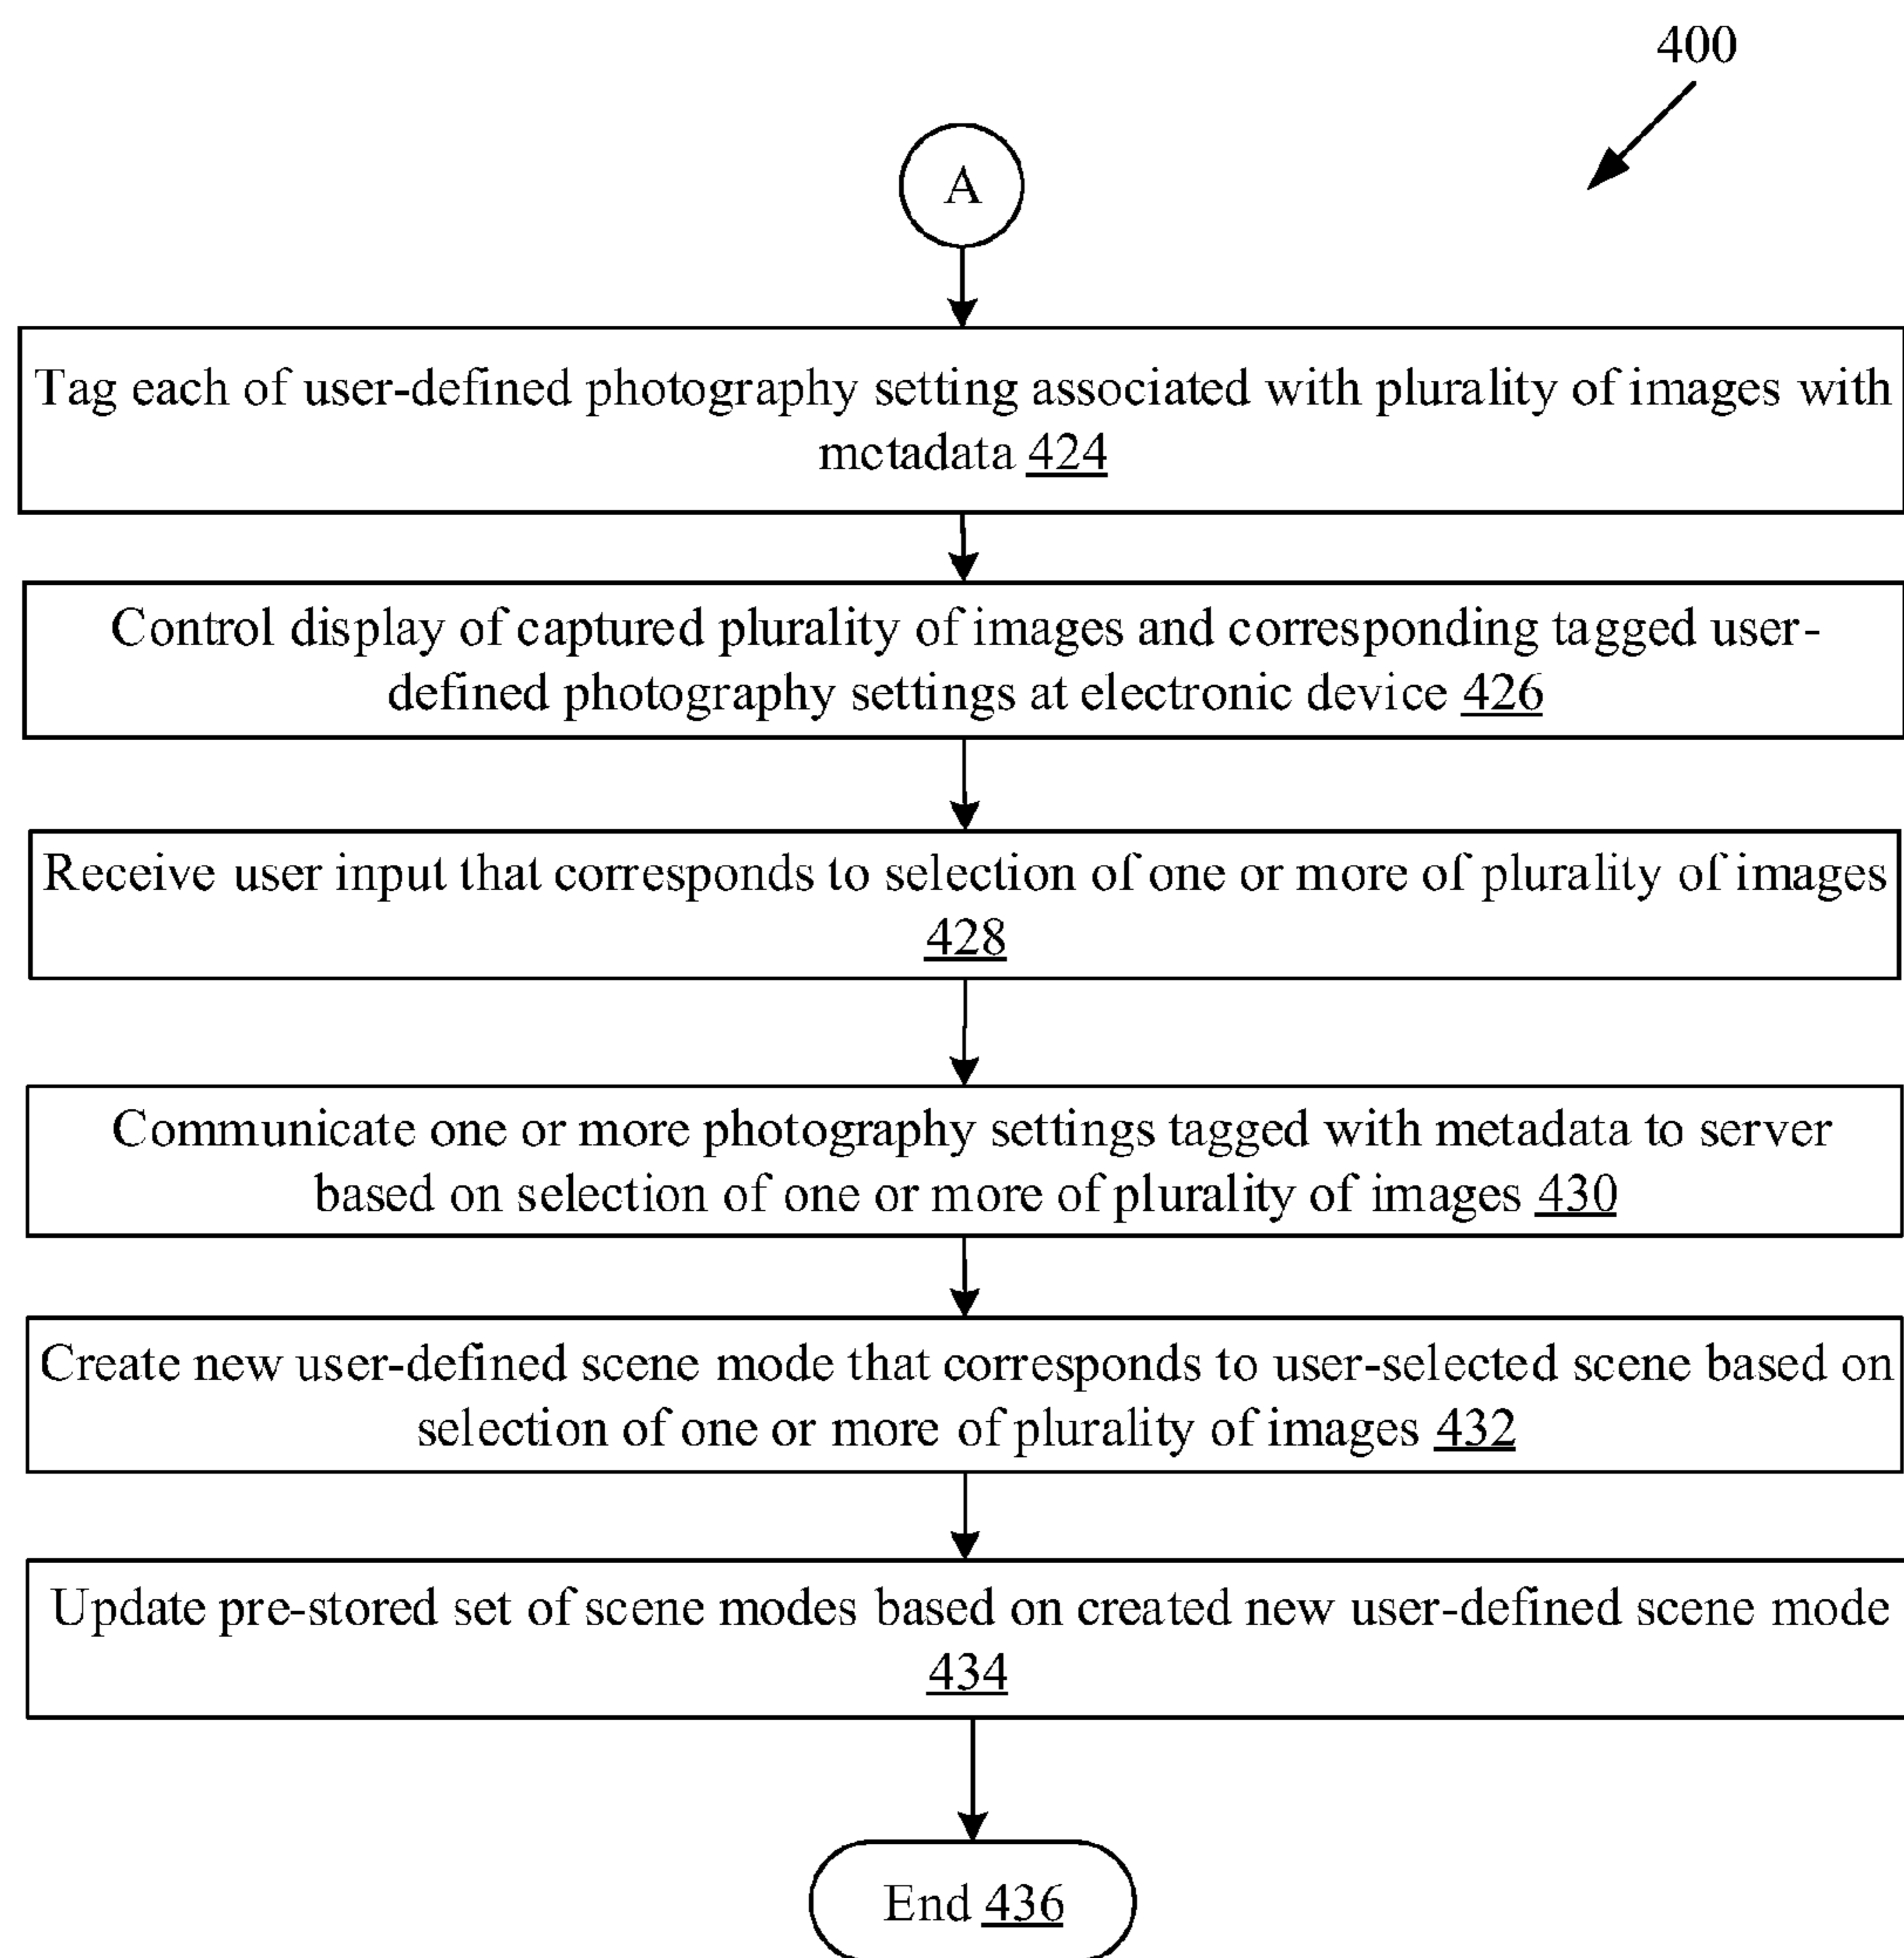 400
A
Tag each of user-defined photography setting associated with plurality of images with
metadata 424
Control display of captured plurality of images and corresponding tagged user-
defined photography settings at electronic device 426
Receive user input that corresponds to selection of one or more of plurality of images
428
Communicate one or more photography settings tagged with metadata to server
based on selection of one or more of plurality of images 430
Create new user-defined scene mode that corresponds to user-selected scene based on
selection of one or more of plurality of images 432
Update pre-stored set of scene modes based on created new user-defined scene mode
434
End 436